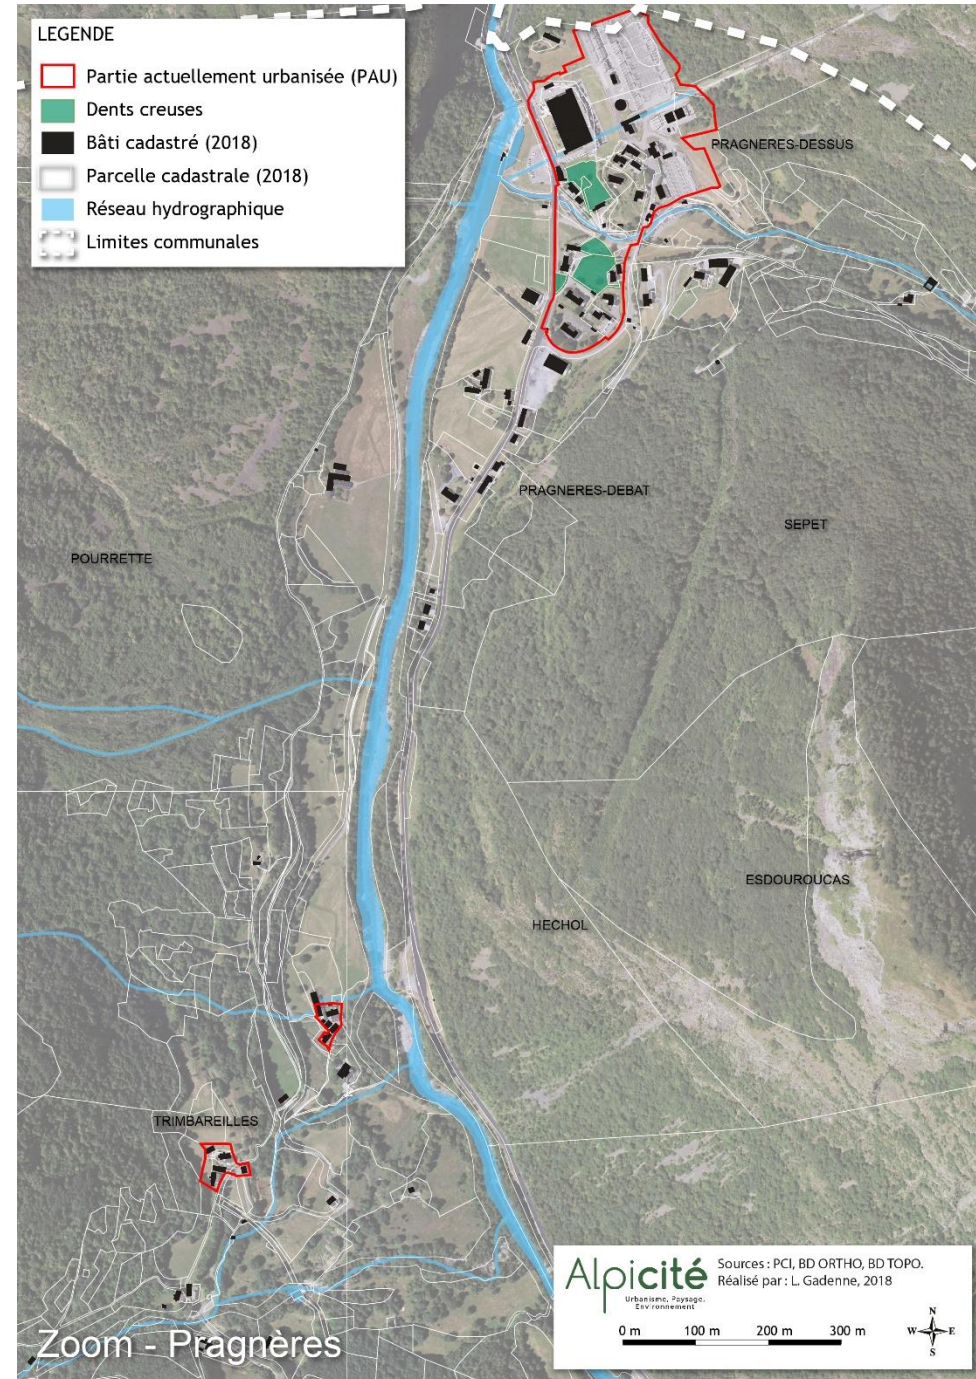 LEGENDE
Partie actuellement urbanisée (PAU)
Dents creuses
Bâti cadastré (2018)
Parcelle cadastrale (2018)
Réseau hydrographique
Limites communales
PRAGNERES-DESSUS
PRAGNERES-DEBAT
SEPET
POURRETTE
ESDOUROUCAS
HECHOL
TRIMBAREILLES
Alpicité
Urbanisme, Paysage,
Environnement
Sources : PCI, BD ORTHO, BD TOPO.
Réalisé par : L. Gadenne, 2018
0 m 100 m 200 m 300 m
N
W E
S
Zoom - Pragnères